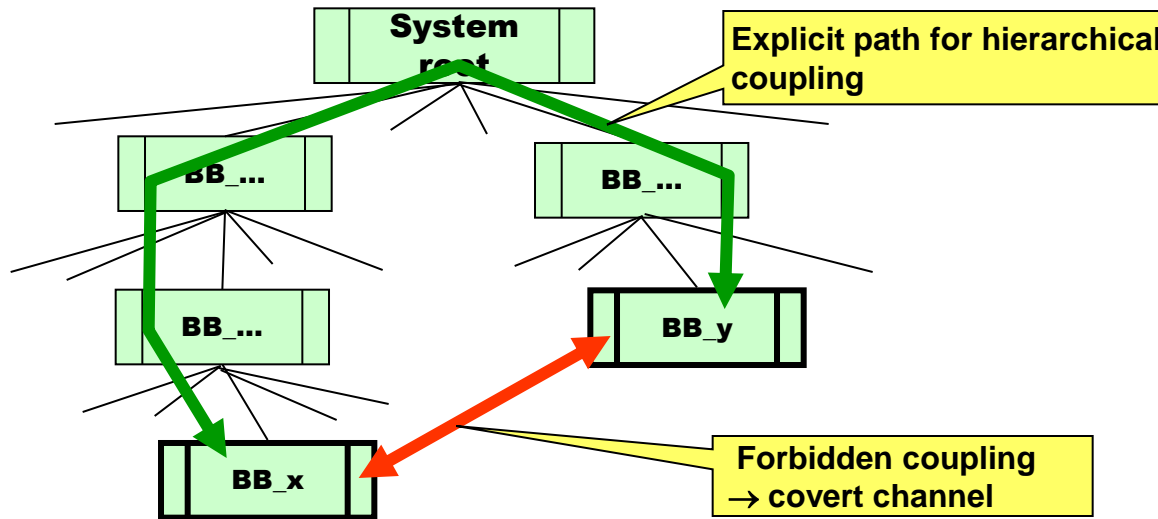 System
root
Explicit path for hierarchical
coupling
BB_...
BB_...
BB_...
BB_y
BB_x
Forbidden coupling
→ covert channel